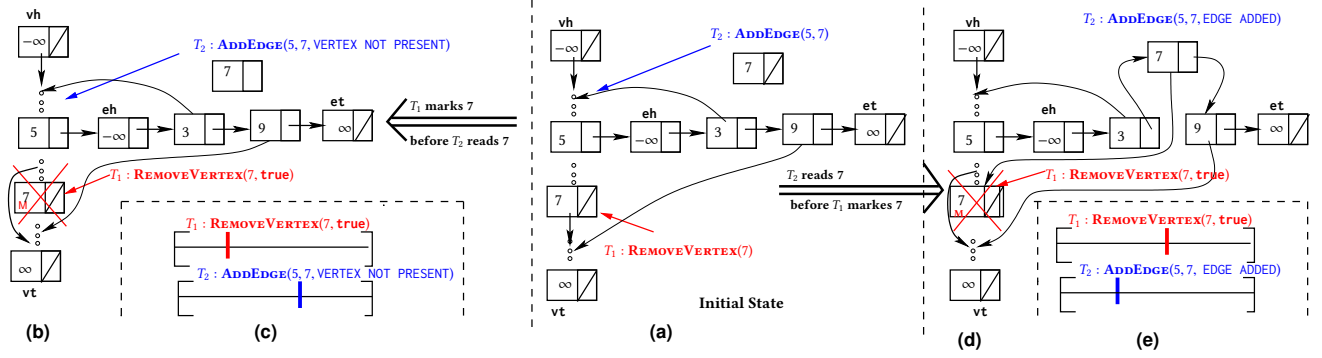 vh
-∞
T2 : ADDEDGE(5, 7, VERTEX NOT PRESENT)
7
eh
et
5
-∞
3
9
∞
T1 : REMOVEVERTEX(7, true)
7
M
∞
vt
T1 : REMOVEVERTEX(7, true)
T2 : ADDEDGE(5, 7, VERTEX NOT PRESENT)
(b)
(c)
T1 marks 7
before T2 reads 7
vh
-∞
T2 : ADDEDGE(5, 7)
7
eh
et
5
-∞
3
9
∞
7
T1 : REMOVEVERTEX(7)
∞
vt
Initial State
(a)
T2 reads 7
before T1 markes 7
T2 : ADDEDGE(5, 7, EDGE ADDED)
vh
-∞
7
eh
et
5
-∞
3
9
∞
T1 : REMOVEVERTEX(7, true)
7
M
∞
vt
T1 : REMOVEVERTEX(7, true)
T2 : ADDEDGE(5, 7, EDGE ADDED)
(d)
(e)